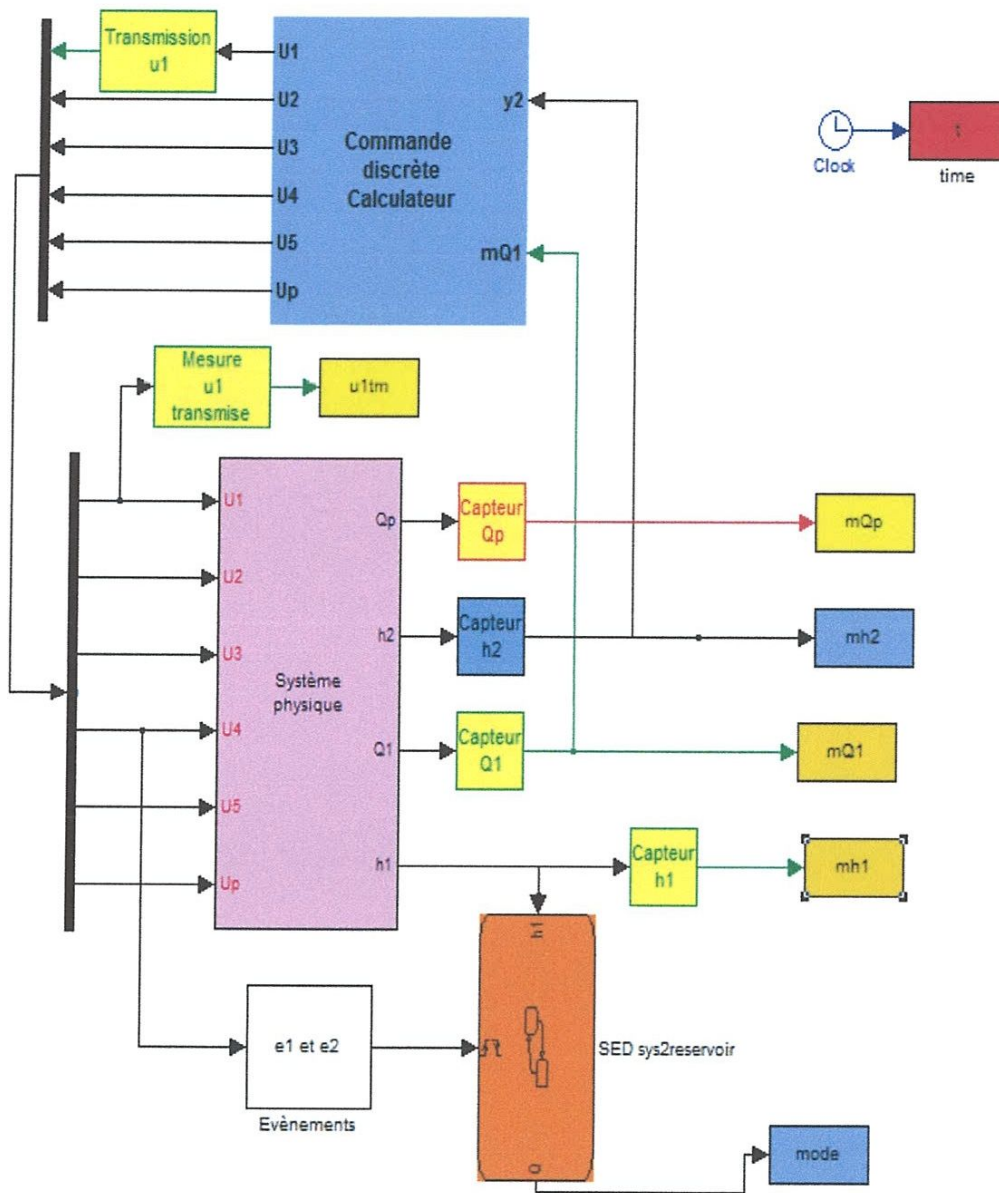 Transmission
u1
U1
U2
U3
U4
U5
Up
y2
mQ1
Commande
discrète
Calculateur
Clock
t
time
Mesure
u1
transmise
u1tm
U1
U2
U3
U4
U5
Up
Système
physique
Qp
h2
Q1
h1
Capteur
Qp
mQp
Capteur
h2
mh2
Capteur
Q1
mQ1
Capteur
h1
mh1
h1
e1 et e2
Evènements
SED sys2reservoir
Q
mode